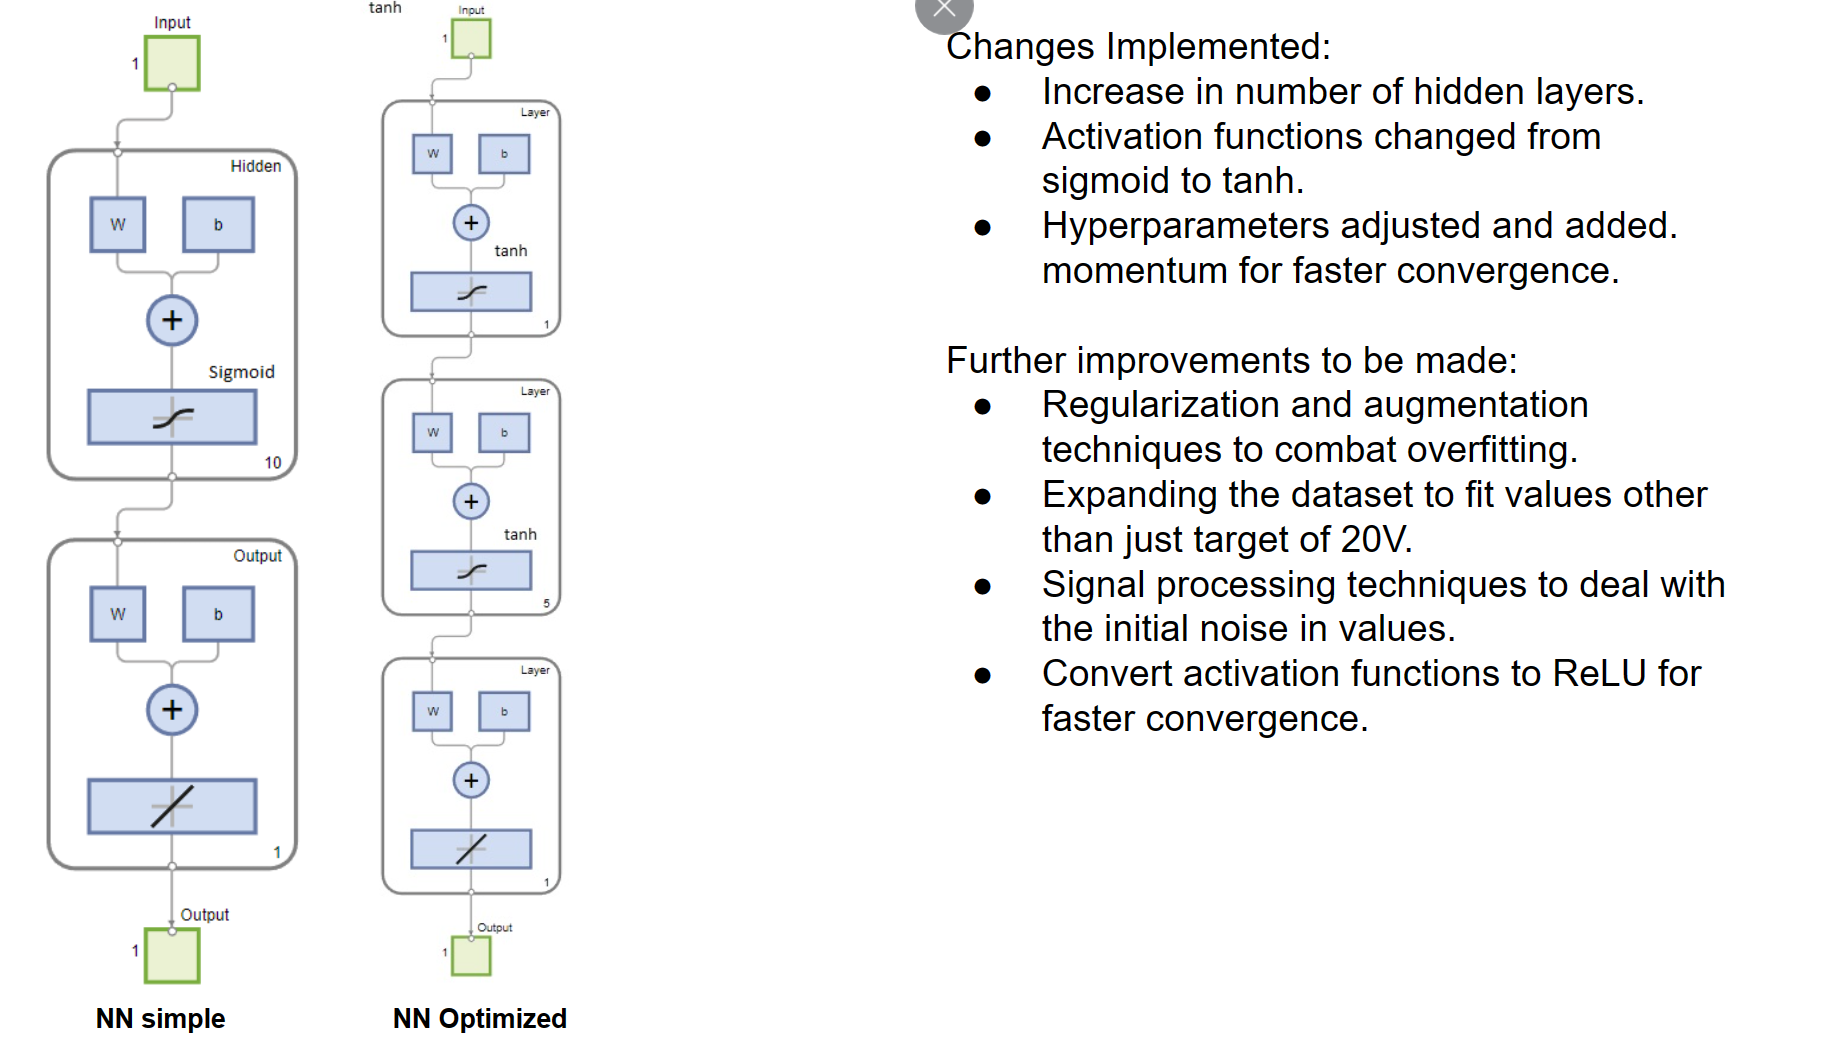 Input
1
Hidden
W
b
+
Sigmoid
10
Output
W
b
+
1
Output
1
NN simple
tanh
Input
1
Layer
W
b
+
tanh
1
Layer
W
b
+
tanh
5
Layer
W
b
+
1
Output
1
NN Optimized
Changes Implemented:
● Increase in number of hidden layers.
● Activation functions changed from
sigmoid to tanh.
● Hyperparameters adjusted and added.
momentum for faster convergence.
Further improvements to be made:
● Regularization and augmentation
techniques to combat overfitting.
● Expanding the dataset to fit values other
than just target of 20V.
● Signal processing techniques to deal with
the initial noise in values.
● Convert activation functions to ReLU for
faster convergence.